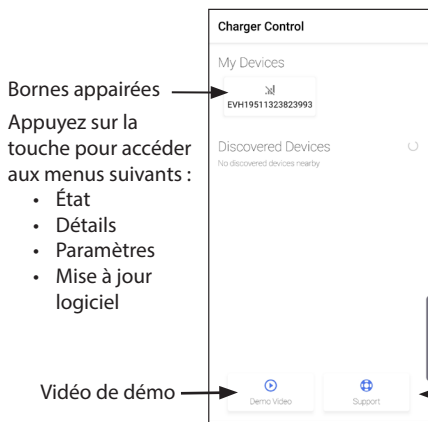 Charger Control
My Devices
EVH19511323823993
Bornes appairées
Appuyez sur la
touche pour accéder
aux menus suivants :
• État
• Détails
• Paramètres
• Mise à jour
logiciel
Discovered Devices
No discovered devices nearby
Vidéo de démo
Demo Video
Support